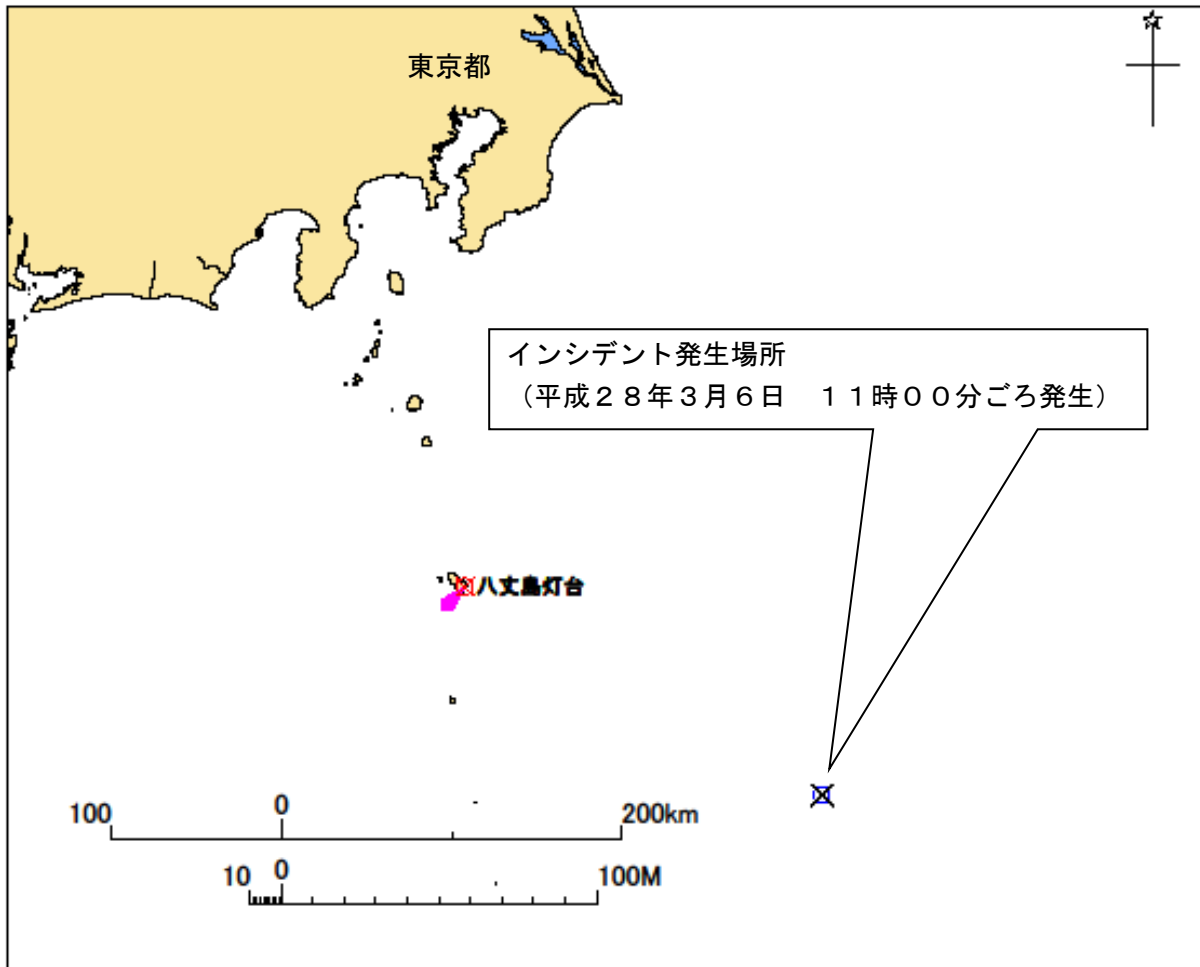 東京都
インシデント発生場所
（平成２８年３月６日　１１時００分ごろ発生）
八丈島灯台
100 0 200km
10 0 100M